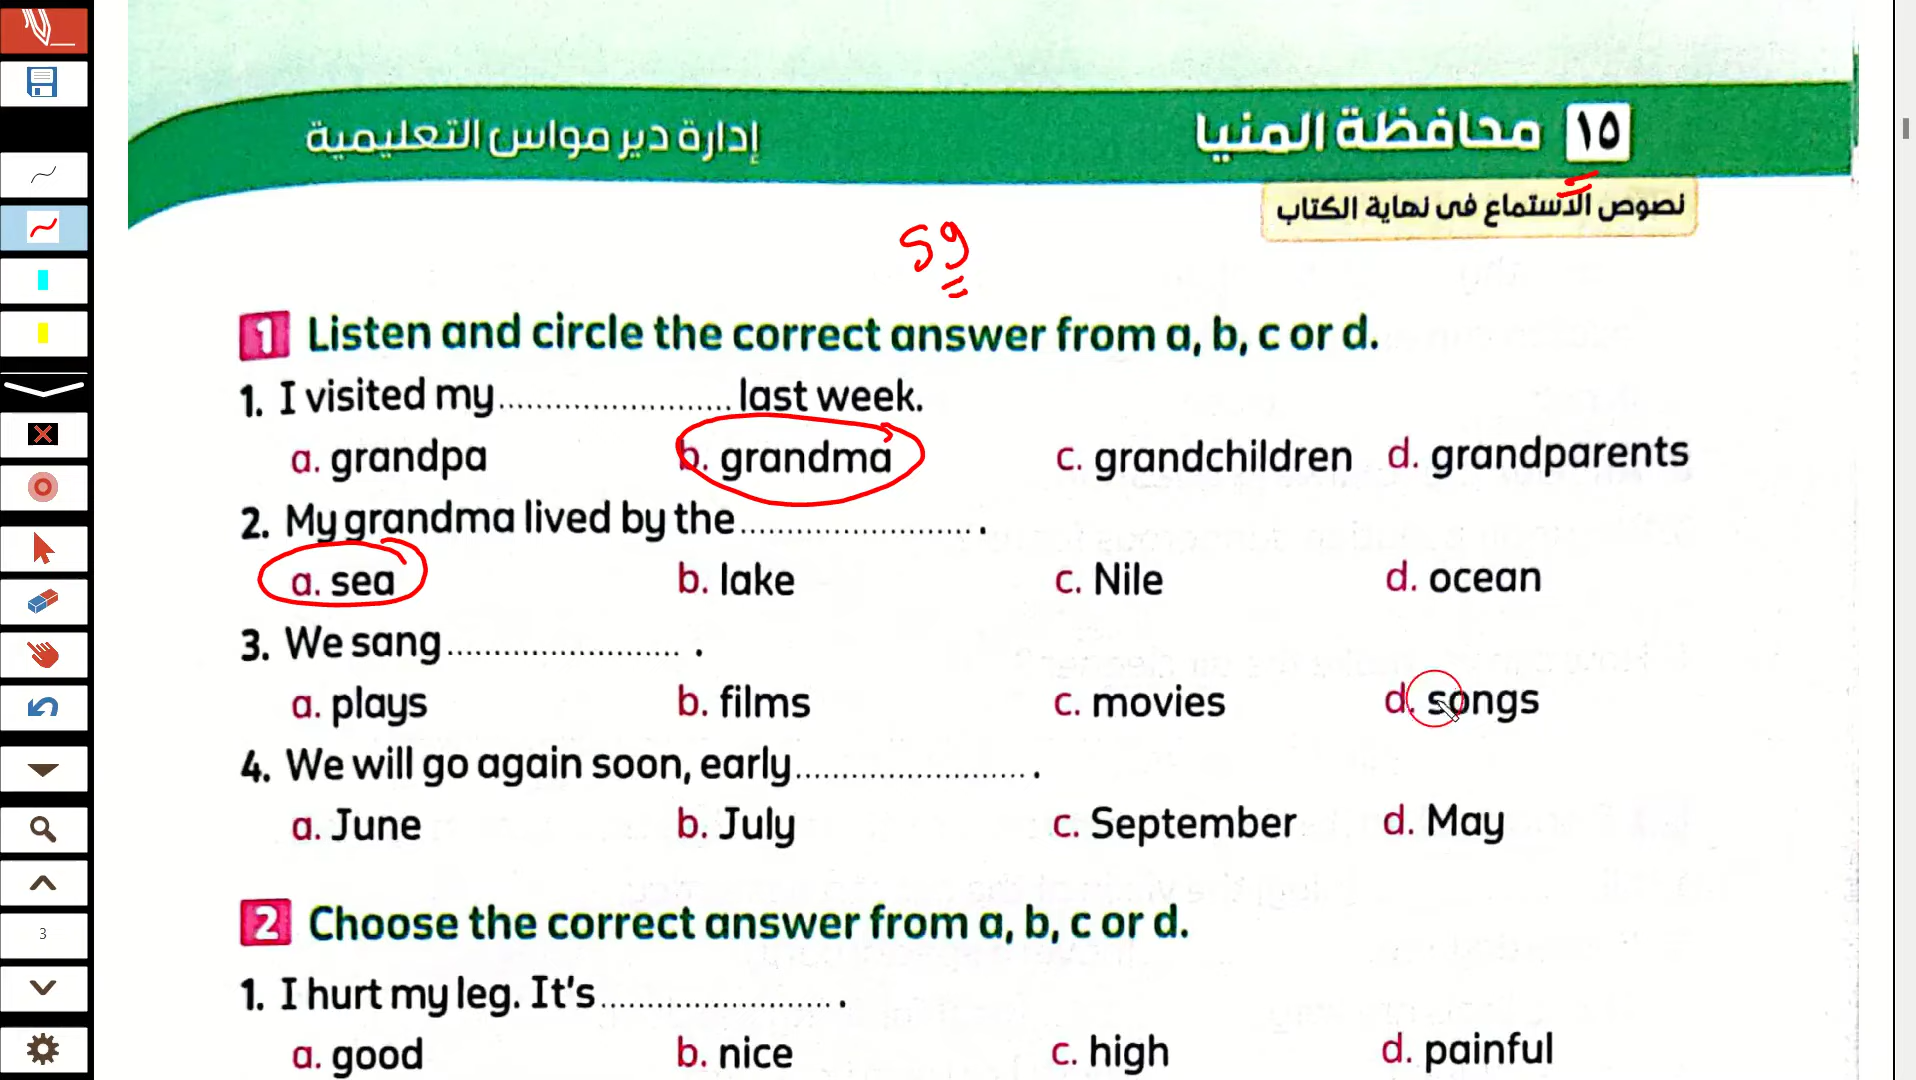 ١٥ محافظة المنيا
إدارة دير مواس التعليمية
نصوص الاستماع فى نهاية الكتاب
59
1 Listen and circle the correct answer from a, b, c or d.
1. I visited my ........................ last week.
a. grandpa b. grandma c. grandchildren d. grandparents
2. My grandma lived by the ........................ .
a. sea b. lake c. Nile d. ocean
3. We sang ........................ .
a. plays b. films c. movies d. songs
4. We will go again soon, early ........................ .
a. June b. July c. September d. May
2 Choose the correct answer from a, b, c or d.
1. I hurt my leg. It's ........................ .
a. good b. nice c. high d. painful
3